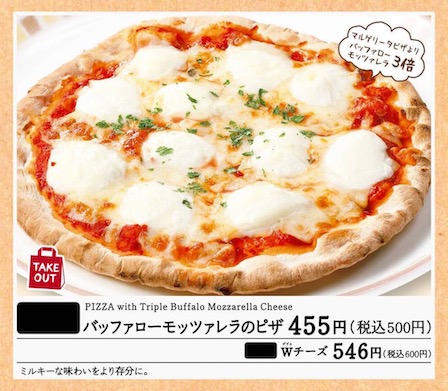 マルゲリータピザより
バッファロー
モッツァレラ 3倍
TAKE
OUT
PIZZA with Triple Buffalo Mozzarella Cheese
バッファローモッツァレラのピザ 455円(税込500円)
Wチーズ 546円(税込600円)
ミルキーな味わいをより存分に。